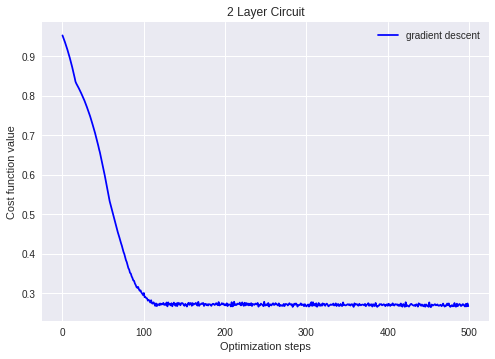 2 Layer Circuit
gradient descent
Cost function value
0.9
0.8
0.7
0.6
0.5
0.4
0.3
0 100 200 300 400 500
Optimization steps